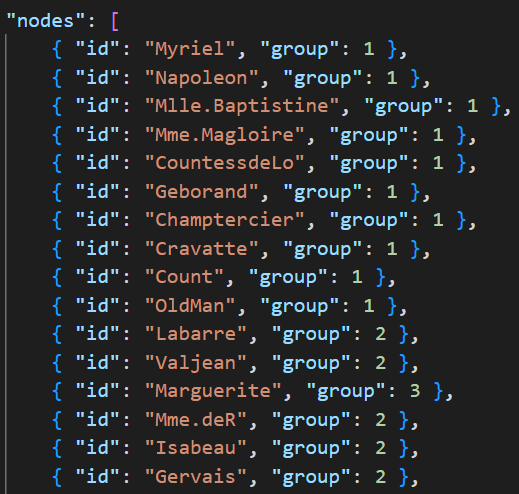 "nodes": [
{ "id": "Myriel", "group": 1 },
{ "id": "Napoleon", "group": 1 },
{ "id": "Mlle.Baptistine", "group": 1 },
{ "id": "Mme.Magloire", "group": 1 },
{ "id": "CountessdeLo", "group": 1 },
{ "id": "Geborand", "group": 1 },
{ "id": "Champtercier", "group": 1 },
{ "id": "Cravatte", "group": 1 },
{ "id": "Count", "group": 1 },
{ "id": "OldMan", "group": 1 },
{ "id": "Labarre", "group": 2 },
{ "id": "Valjean", "group": 2 },
{ "id": "Marguerite", "group": 3 },
{ "id": "Mme.deR", "group": 2 },
{ "id": "Isabeau", "group": 2 },
{ "id": "Gervais", "group": 2 },